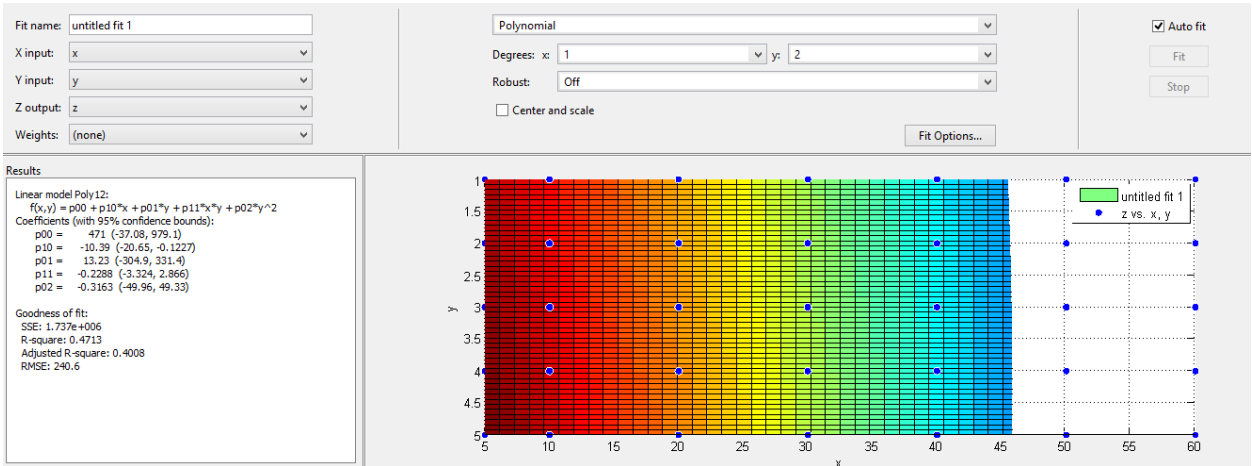 Fit name: untitled fit 1
X input: x
Y input: y
Z output: z
Weights: (none)
Polynomial
Degrees: x: 1 y: 2
Robust: Off
Center and scale
Fit Options...
Auto fit
Fit
Stop
Results
Linear model Poly12:
f(x,y) = p00 + p10*x + p01*y + p11*x*y + p02*y^2
Coefficients (with 95% confidence bounds):
p00 = 471 (-37.08, 979.1)
p10 = -10.39 (-20.65, -0.1227)
p01 = 13.23 (-304.9, 331.4)
p11 = -0.2288 (-3.324, 2.866)
p02 = -0.3163 (-49.96, 49.33)
Goodness of fit:
SSE: 1.737e+006
R-square: 0.4713
Adjusted R-square: 0.4008
RMSE: 240.6
untitled fit 1
z vs. x, y
1
1.5
2
2.5
3
3.5
4
4.5
5
y
5 10 15 20 25 30 35 40 45 50 55 60
x